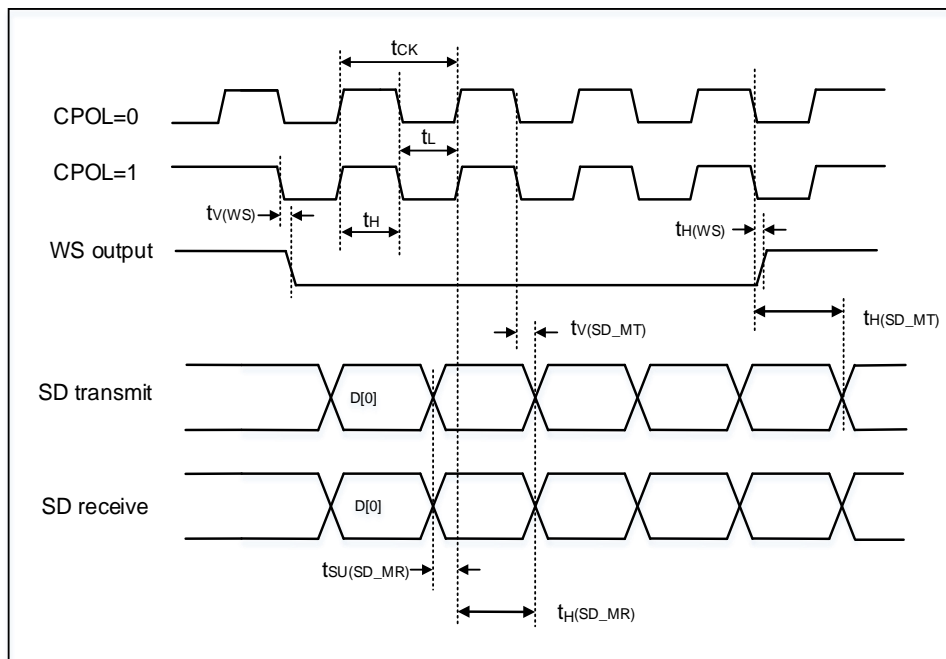 tCK
CPOL=0
tL
CPOL=1
tV(WS)
tH
tH(WS)
WS output
tV(SD_MT)
tH(SD_MT)
SD transmit
D[0]
SD receive
D[0]
tSU(SD_MR)
tH(SD_MR)